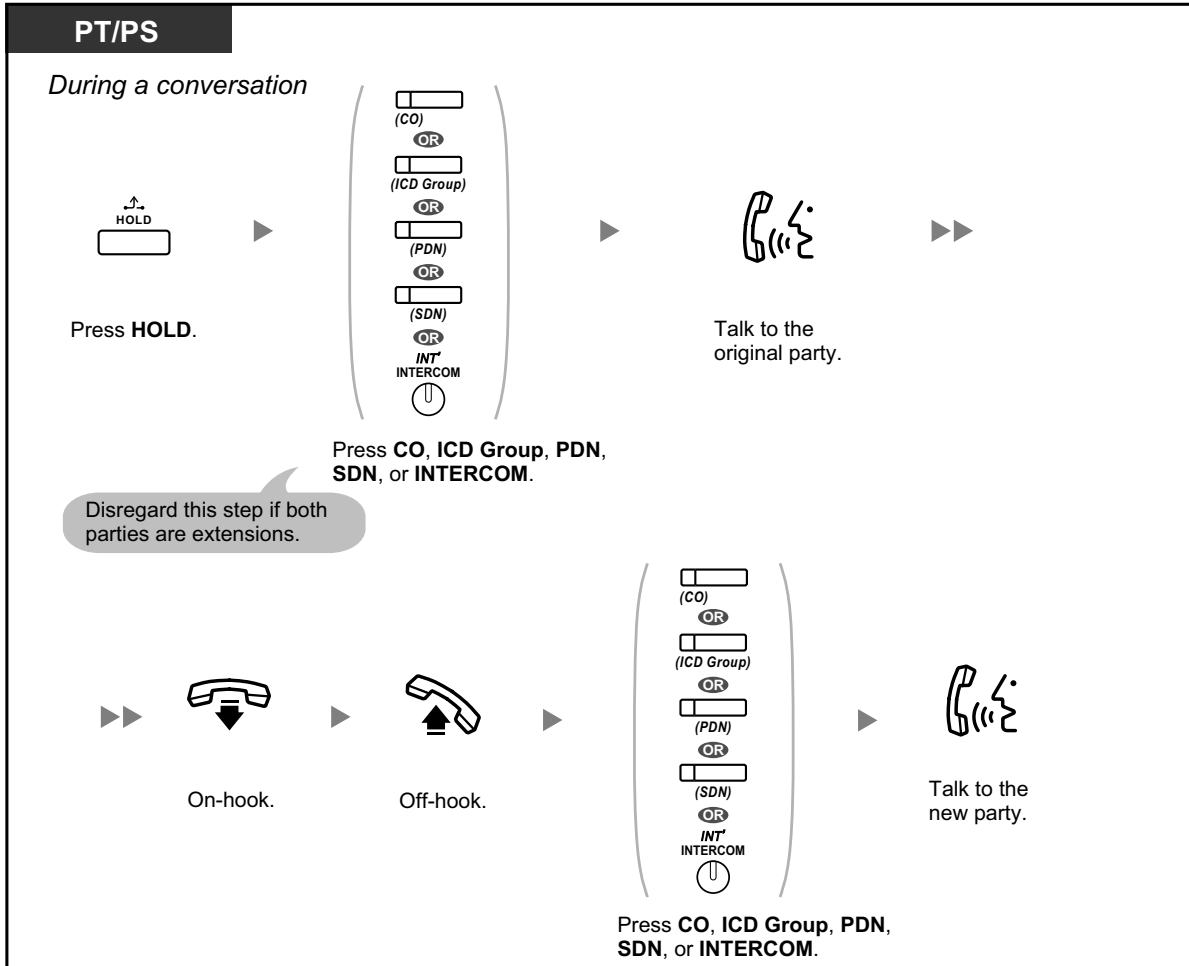 PT/PS
During a conversation
HOLD
Press HOLD.
(CO)
OR
(ICD Group)
OR
(PDN)
OR
(SDN)
OR
INT'
INTERCOM
Press CO, ICD Group, PDN,
SDN, or INTERCOM.
Disregard this step if both
parties are extensions.
Talk to the
original party.
On-hook.
Off-hook.
(CO)
OR
(ICD Group)
OR
(PDN)
OR
(SDN)
OR
INT'
INTERCOM
Press CO, ICD Group, PDN,
SDN, or INTERCOM.
Talk to the
new party.